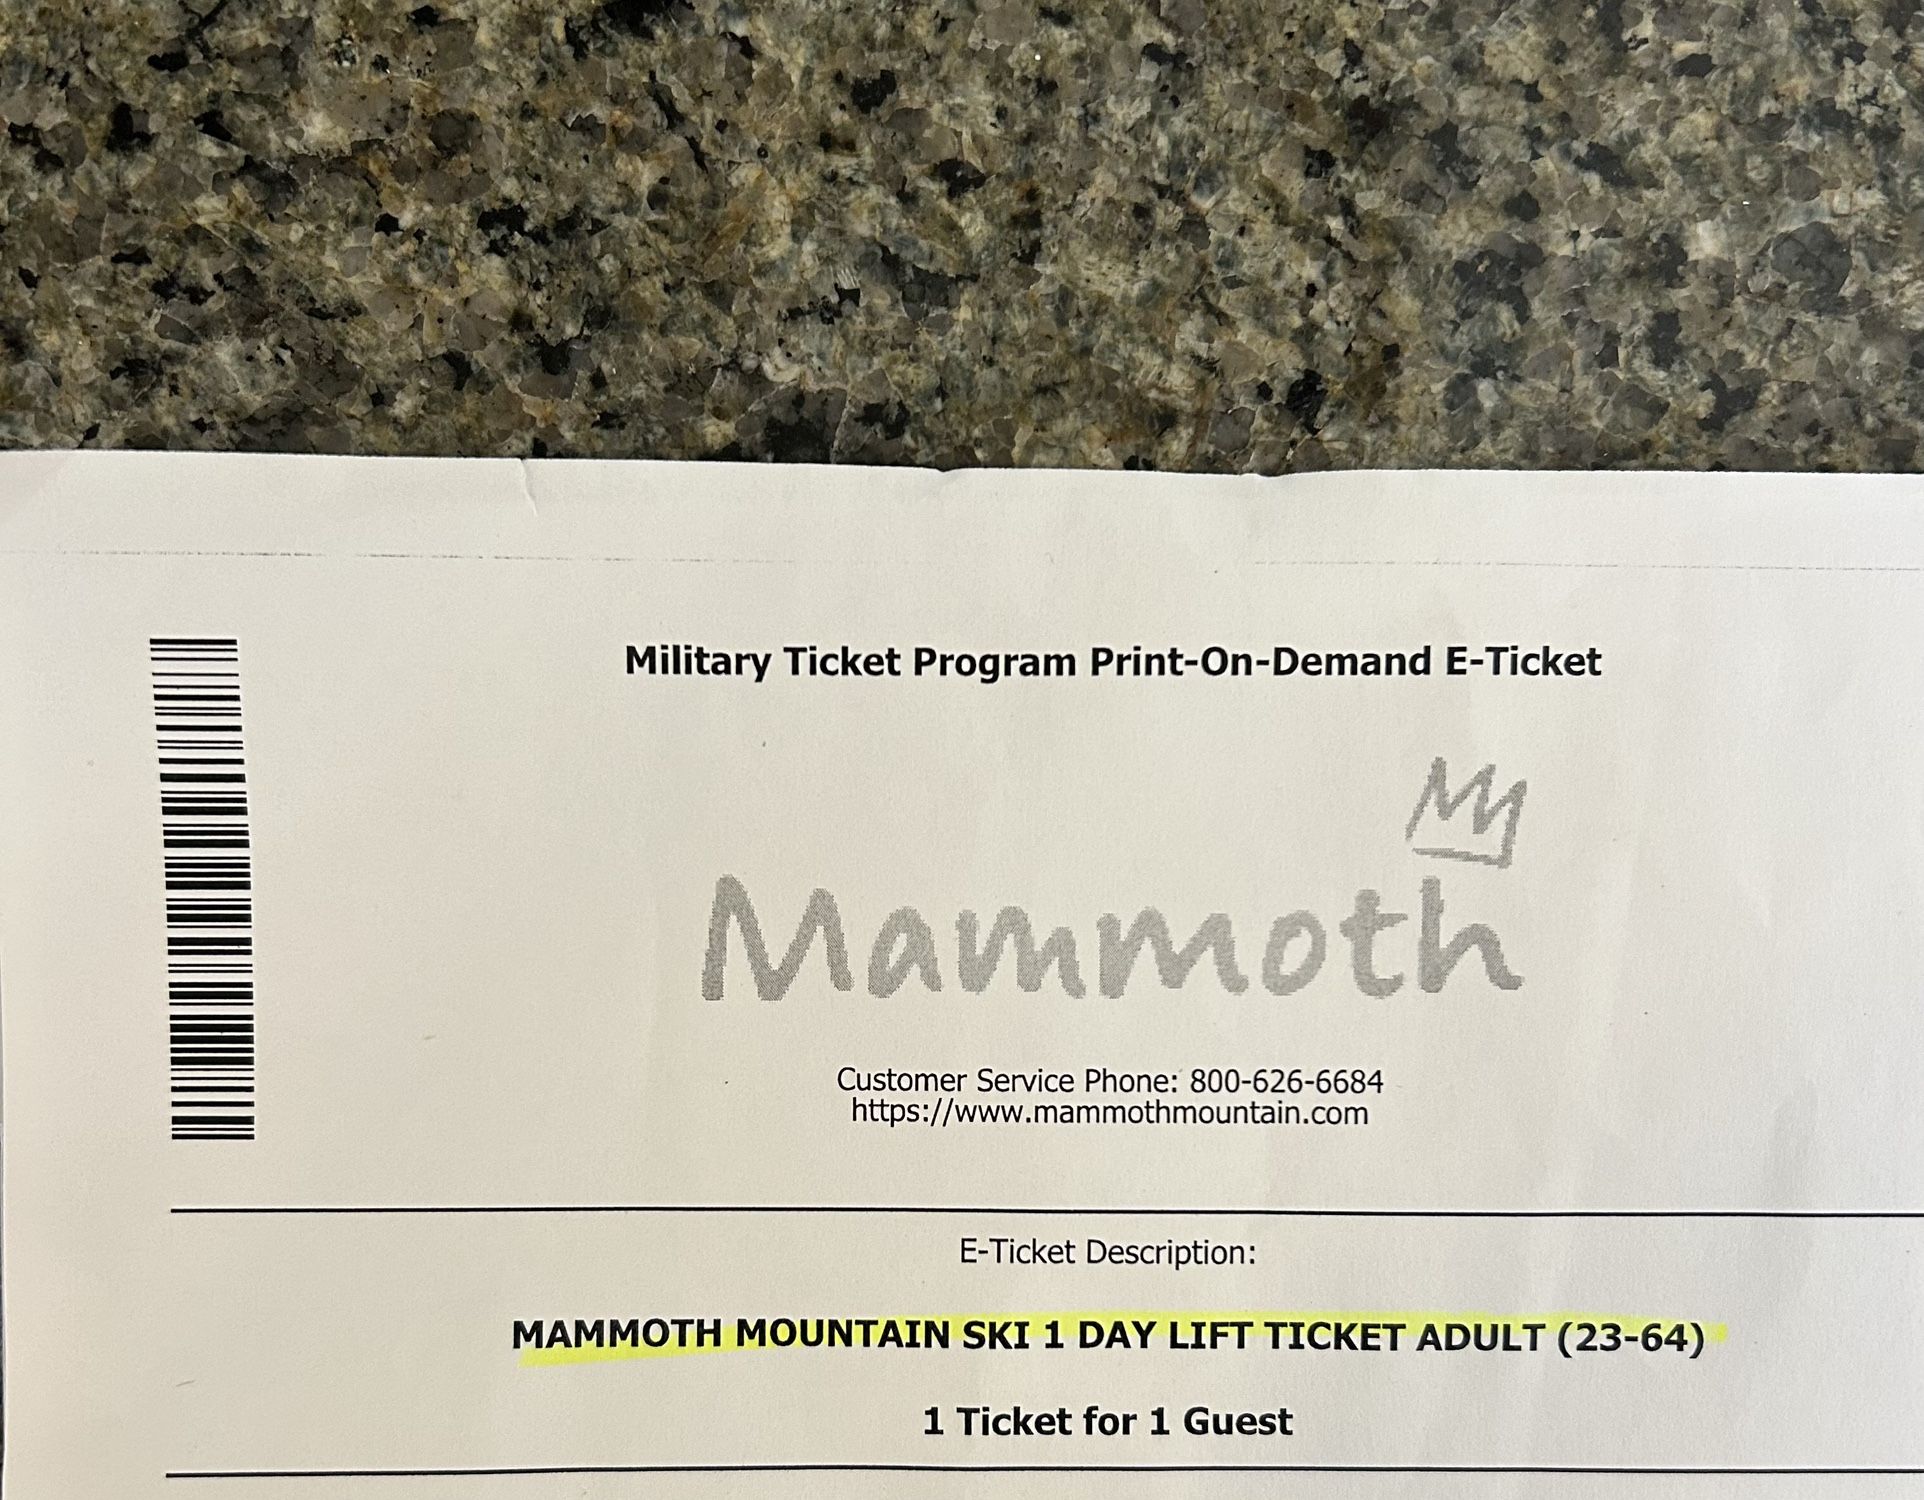 Military Ticket Program Print-On-Demand E-Ticket
Mammoth
Customer Service Phone: 800-626-6684
https://www.mammothmountain.com
E-Ticket Description:
MAMMOTH MOUNTAIN SKI 1 DAY LIFT TICKET ADULT (23-64)
1 Ticket for 1 Guest